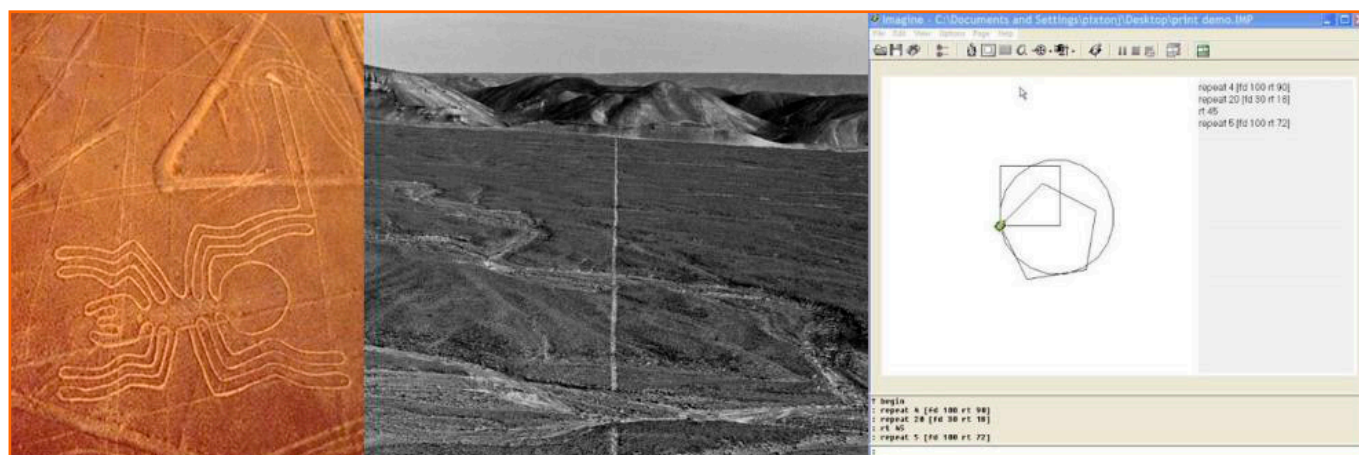 Imagine - C:\Documents and Settings\pixtonj\Desktop\print demo.IMP
File Edit View Options Page Help
repeat 4 [fd 100 rt 90]
repeat 20 [fd 30 rt 18]
rt 45
repeat 5 [fd 100 rt 72]
? begin
: repeat 4 [fd 100 rt 90]
: repeat 20 [fd 30 rt 18]
: rt 45
: repeat 5 [fd 100 rt 72]
: